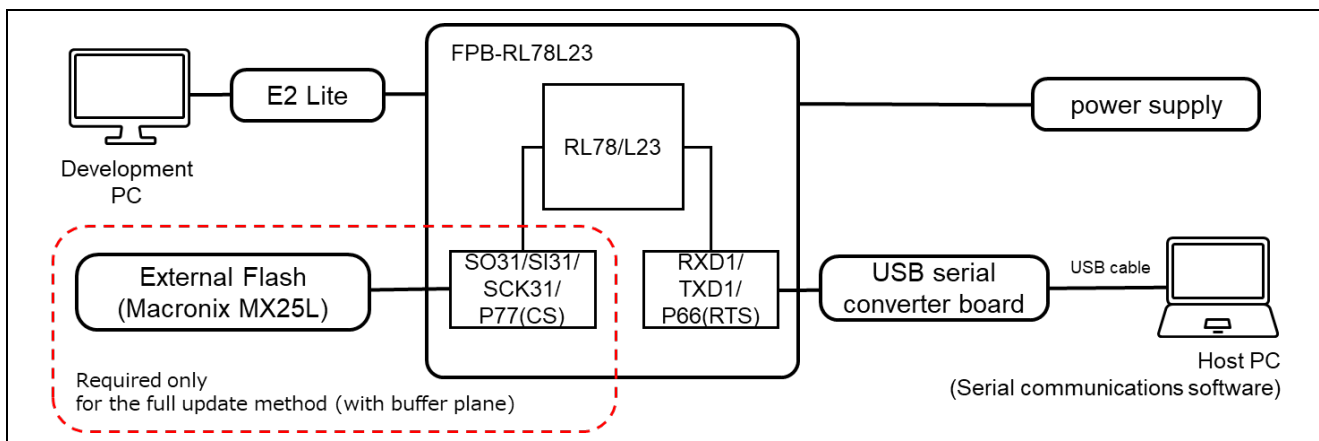 FPB-RL78L23
E2 Lite
power supply
RL78/L23
Development
PC
External Flash
(Macronix MX25L)
SO31/SI31/
SCK31/
P77(CS)
RXD1/
TXD1/
P66(RTS)
USB serial
converter board
USB cable
Host PC
(Serial communications software)
Required only
for the full update method (with buffer plane)